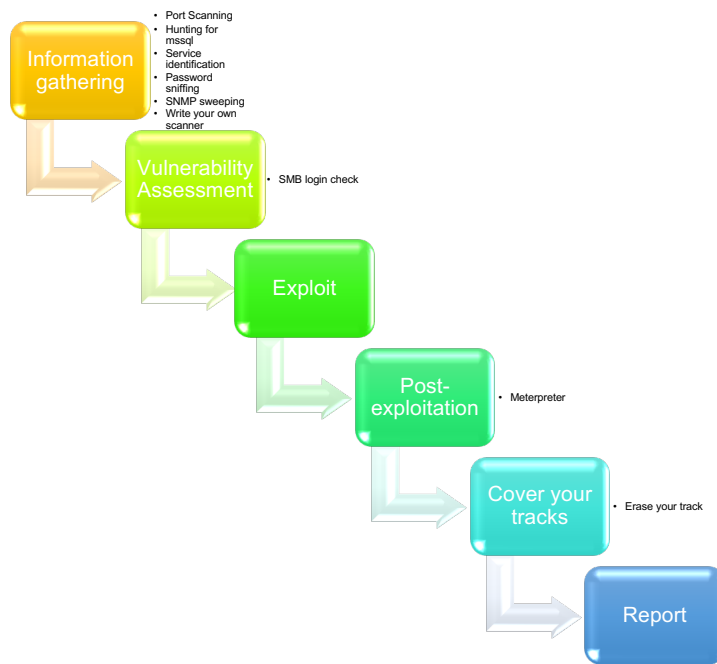 Information
gathering
• Port Scanning
• Hunting for
mssql
• Service
identification
• Password
sniffing
• SNMP sweeping
• Write your own
scanner
Vulnerability
Assessment
• SMB login check
Exploit
Post-
exploitation
• Meterpreter
Cover your
tracks
• Erase your track
Report